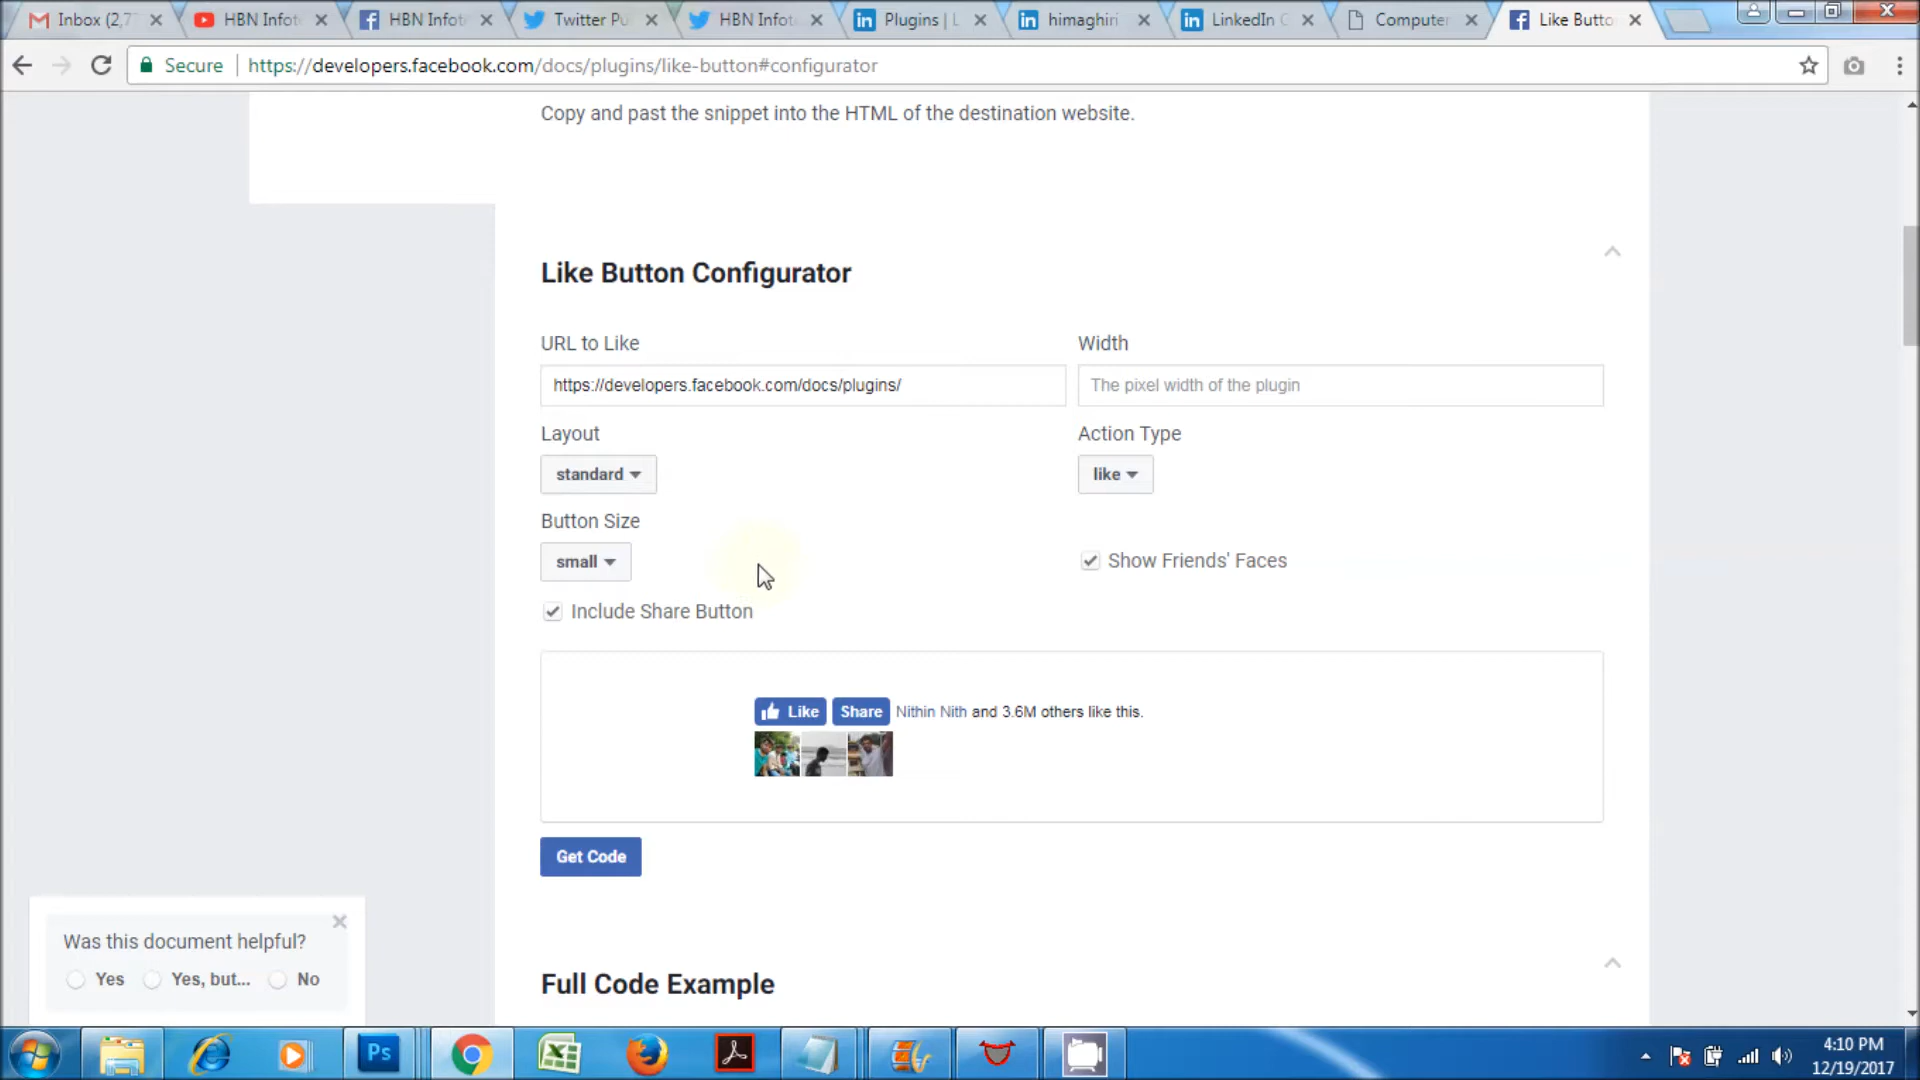 Inbox (2,7
HBN Infot
HBN Infot
Twitter Pu
HBN Infot
Plugins | L
himaghiri
LinkedIn
Computer
Like Butto
Secure
https://developers.facebook.com/docs/plugins/like-button#configurator
Copy and past the snippet into the HTML of the destination website.
Like Button Configurator
URL to Like
Width
https://developers.facebook.com/docs/plugins/
The pixel width of the plugin
Layout
Action Type
standard
like
Button Size
small
Show Friends' Faces
Include Share Button
Like
Share
Nithin Nith and 3.6M others like this.
Get Code
Was this document helpful?
Yes
Yes, but...
No
Full Code Example
Ps
4:10 PM
12/19/2017